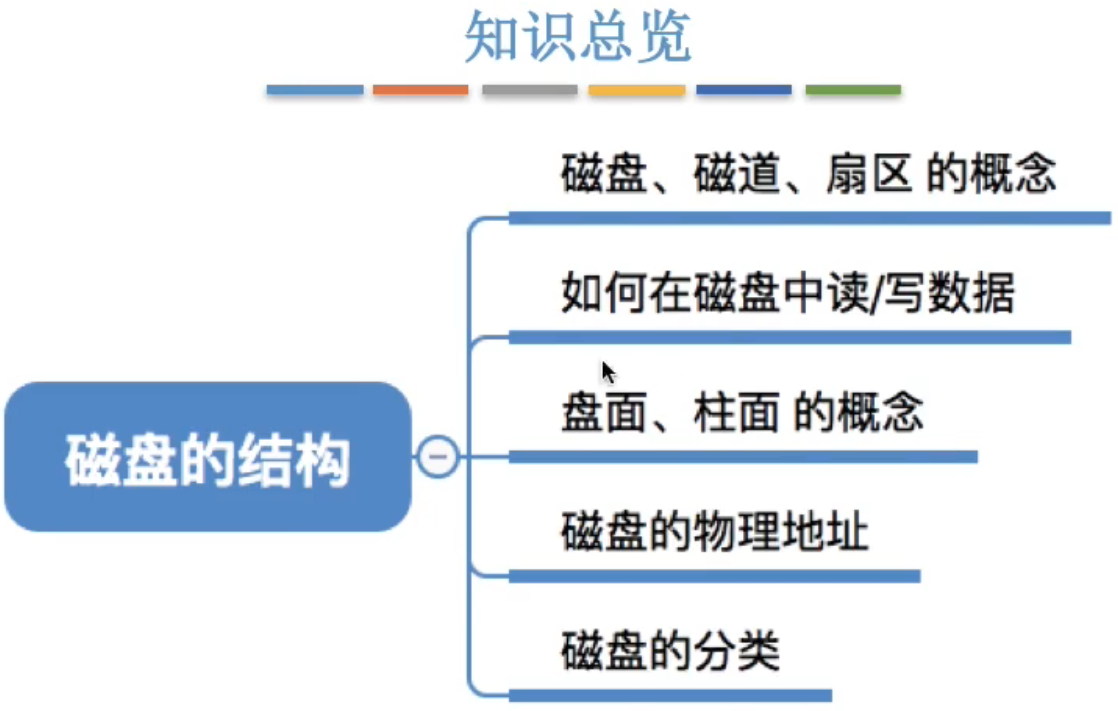 知识总览
磁盘、磁道、扇区 的概念
如何在磁盘中读/写数据
盘面、柱面 的概念
磁盘的结构
磁盘的物理地址
磁盘的分类